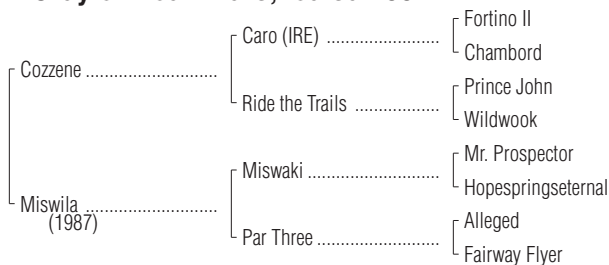 Fortino II
Caro (IRE) ........................
Chambord
Cozzene .....................................
Prince John
Ride the Trails ........................
Wildwook
Mr. Prospector
Miswaki .....................................
Hopespringseternal
Miswila .....................................
(1987)
Alleged
Par Three ...................................
Fairway Flyer